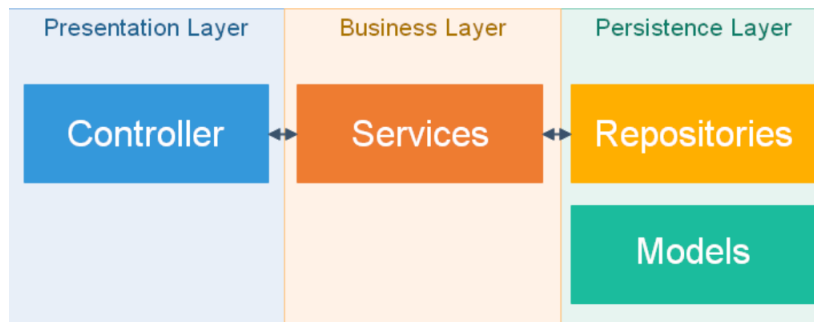 Presentation Layer
Business Layer
Persistence Layer
Controller
Services
Repositories
Models